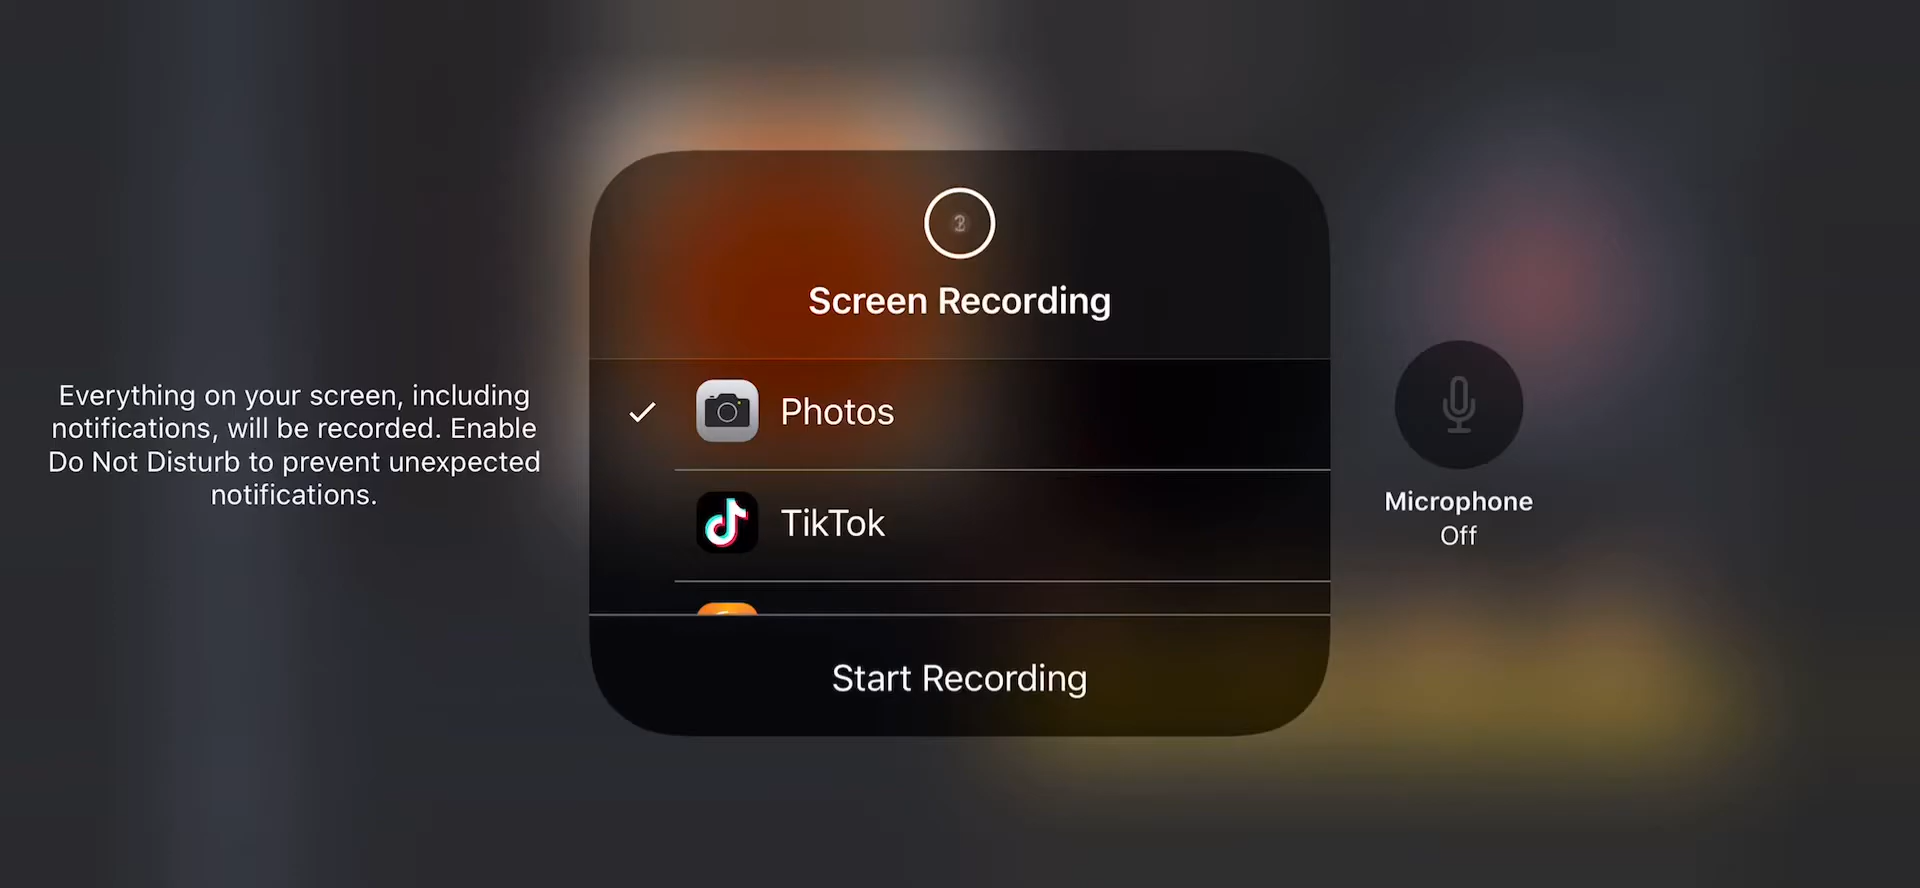 Screen Recording
Everything on your screen, including
notifications, will be recorded. Enable
Do Not Disturb to prevent unexpected
notifications.
Photos
TikTok
Start Recording
Microphone
Off